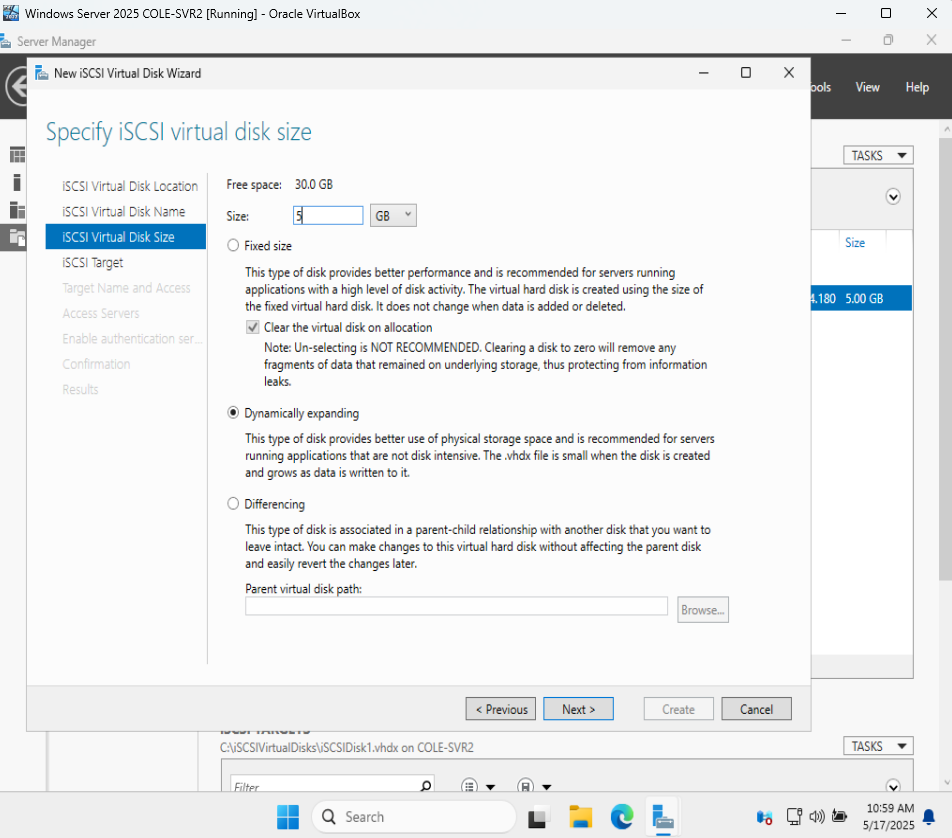 Windows Server 2025 COLE-SVR2 [Running] - Oracle VirtualBox
Server Manager
New iSCSI Virtual Disk Wizard
View
Help
Specify iSCSI virtual disk size
TASKS
iSCSI Virtual Disk Location
iSCSI Virtual Disk Name
iSCSI Virtual Disk Size
iSCSI Target
Target Name and Access
Access Servers
Enable authentication ser...
Confirmation
Results
Free space: 30.0 GB
Size: 5 GB
Fixed size
This type of disk provides better performance and is recommended for servers running
applications with a high level of disk activity. The virtual hard disk is created using the size of
the fixed virtual hard disk. It does not change when data is added or deleted.
Clear the virtual disk on allocation
Note: Un-selecting is NOT RECOMMENDED. Clearing a disk to zero will remove any
fragments of data that remained on underlying storage, thus protecting from information
leaks.
Dynamically expanding
This type of disk provides better use of physical storage space and is recommended for servers
running applications that are not disk intensive. The .vhdx file is small when the disk is created
and grows as data is written to it.
Differencing
This type of disk is associated in a parent-child relationship with another disk that you want to
leave intact. You can make changes to this virtual hard disk without affecting the parent disk
and easily revert the changes later.
Parent virtual disk path:
Browse...
Size
4.180 5.00 GB
< Previous
Next >
Create
Cancel
iSCSI TARGETS
C:\iSCSIVirtualDisks\iSCSIDisk1.vhdx on COLE-SVR2
TASKS
Filter
Search
10:59 AM
5/17/2025